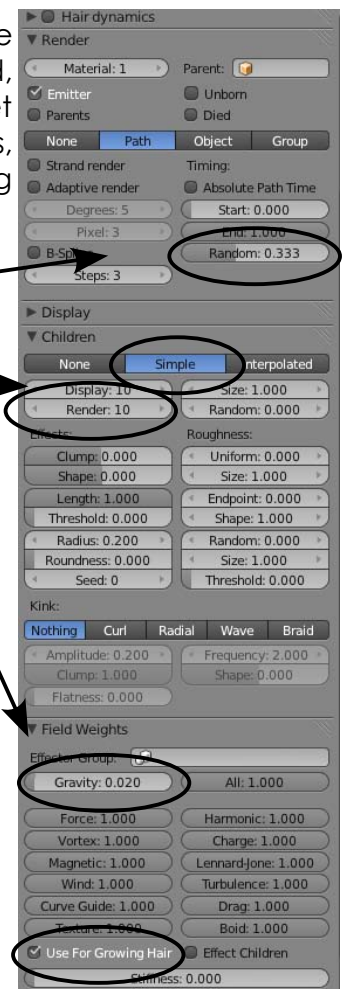 Hair dynamics
Render
Material: 1 Parent:
Emitter Unborn
Parents Died
None Path Object Group
Strand render Timing:
Adaptive render Absolute Path Time
Degrees: 5 Start: 0.000
Pixel: 3 End: 1.000
Random: 0.333
Steps: 3
Display
Children
None Simple Interpolated
Display: 10 Size: 1.000
Render: 10 Random: 0.000
Effects: Roughness:
Clump: 0.000 Uniform: 0.000
Shape: 0.000 Size: 1.000
Length: 1.000 Endpoint: 0.000
Threshold: 0.000 Shape: 1.000
Radius: 0.200 Random: 0.000
Roundness: 0.000 Size: 1.000
Seed: 0 Threshold: 0.000
Kink:
Nothing Curl Radial Wave Braid
Amplitude: 0.200 Frequency: 2.000
Clump: 1.000 Shape: 0.000
Flatness: 0.000
Field Weights
Effector Group:
Gravity: 0.020 All: 1.000
Force: 1.000 Harmonic: 1.000
Vortex: 1.000 Charge: 1.000
Magnetic: 1.000 Lennard-Jone: 1.000
Wind: 1.000 Turbulence: 1.000
Curve Guide: 1.000 Drag: 1.000
Texture: 1.000 Boid: 1.000
Use For Growing Hair Effect Children
Stiffness: 0.000